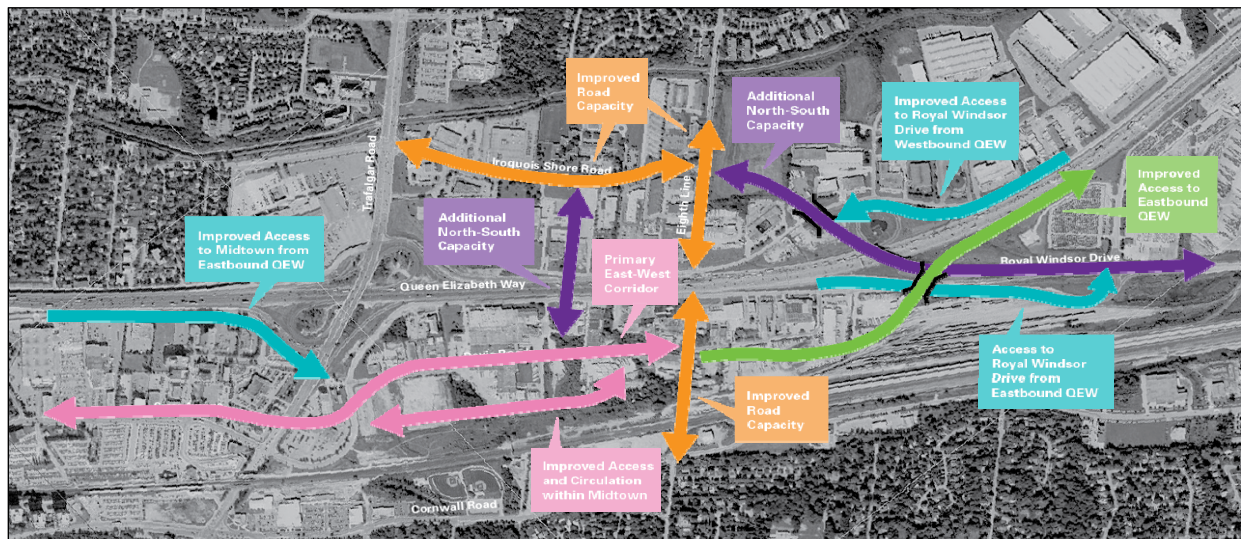 Improved
Road
Capacity
Additional
North-South
Capacity
Improved Access
to Royal Windsor
Drive from
Westbound QEW
Improved
Access to
Eastbound
QEW
Trafalgar Road
Iroquois Shore Road
Eighth Line
Additional
North-South
Capacity
Improved Access
to Midtown from
Eastbound QEW
Primary
East-West
Corridor
Royal Windsor Drive
Queen Elizabeth Way
Access to
Royal Windsor
Drive from
Eastbound QEW
Improved
Road
Capacity
Improved Access
and Circulation
within Midtown
Cornwall Road